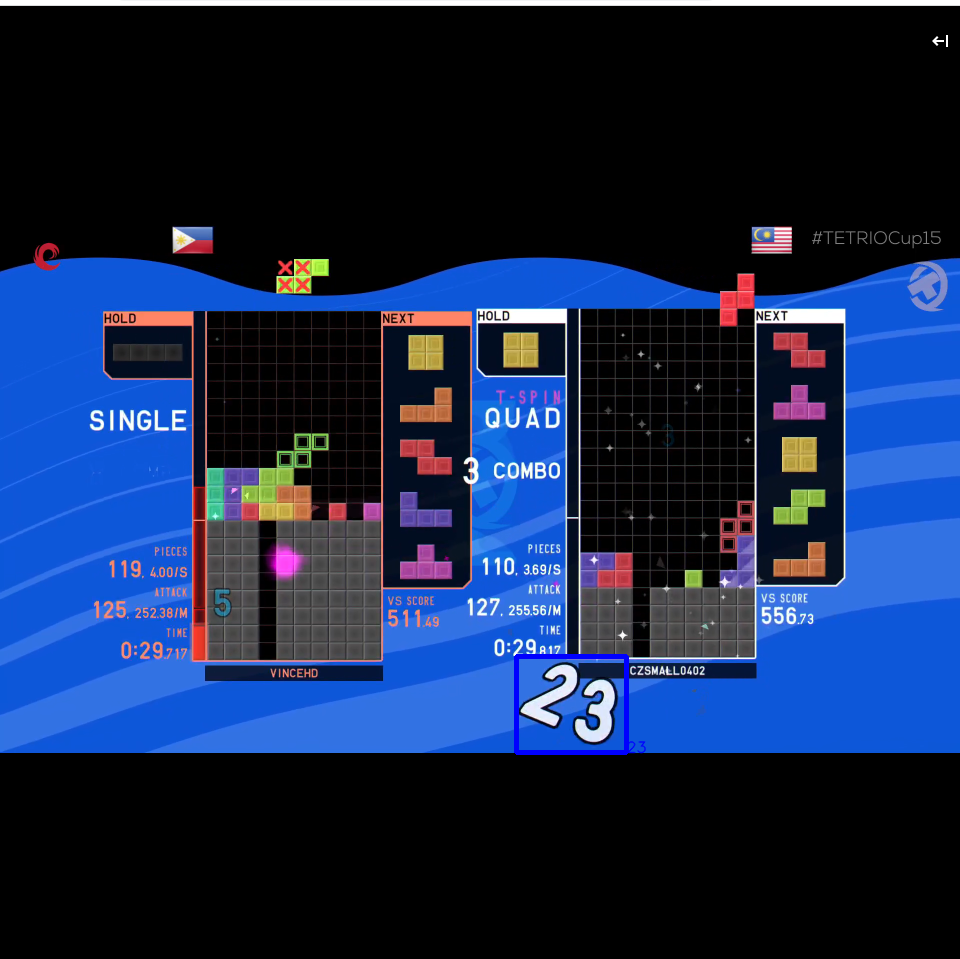 #TETRIOCup15
HOLD
NEXT
HOLD
NEXT
SINGLE
T-SPIN
QUAD
3 COMBO
3
PIECES
119, 4.00/S
ATTACK
125, 252.38/M
TIME
0:29.717
5
VS SCORE
511.49
PIECES
110, 3.69/S
ATTACK
127, 255.56/M
TIME
0:29.817
VS SCORE
556.73
VINCEHD
CZSMALL0402
23
23